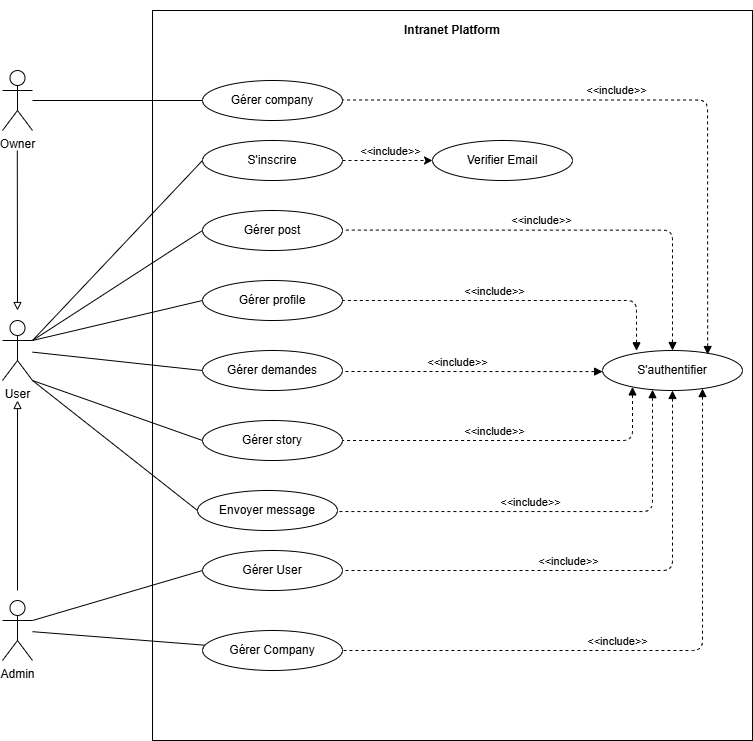 Intranet Platform
Owner
Gérer company
<<include>>
S'inscrire
<<include>>
Verifier Email
Gérer post
<<include>>
Gérer profile
<<include>>
User
Gérer demandes
<<include>>
S'authentifier
Gérer story
<<include>>
Envoyer message
<<include>>
Gérer User
<<include>>
Admin
Gérer Company
<<include>>